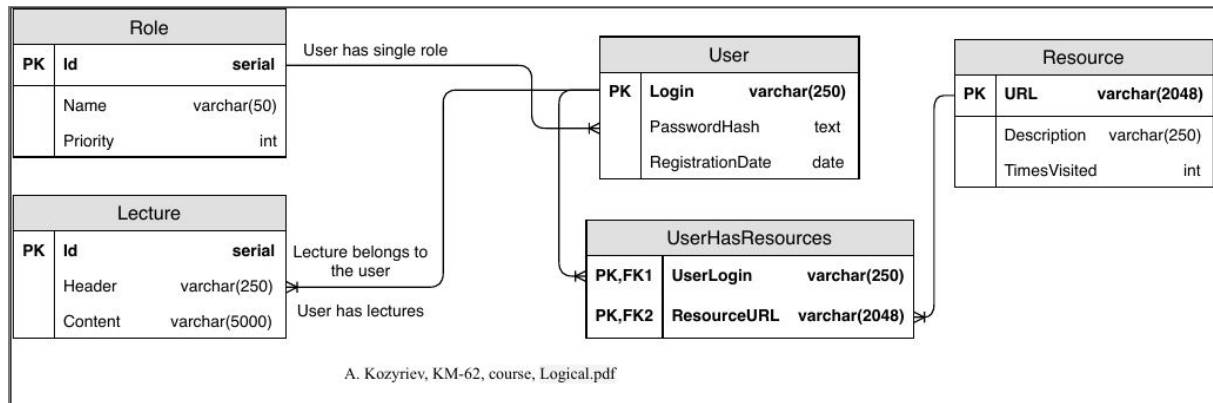 Role
PK Id serial
Name varchar(50)
Priority int
User has single role
User
PK Login varchar(250)
PasswordHash text
RegistrationDate date
Resource
PK URL varchar(2048)
Description varchar(250)
TimesVisited int
Lecture
PK Id serial
Header varchar(250)
Content varchar(5000)
Lecture belongs to
the user
User has lectures
UserHasResources
PK,FK1 UserLogin varchar(250)
PK,FK2 ResourceURL varchar(2048)
A. Kozyriev, KM-62, course, Logical.pdf